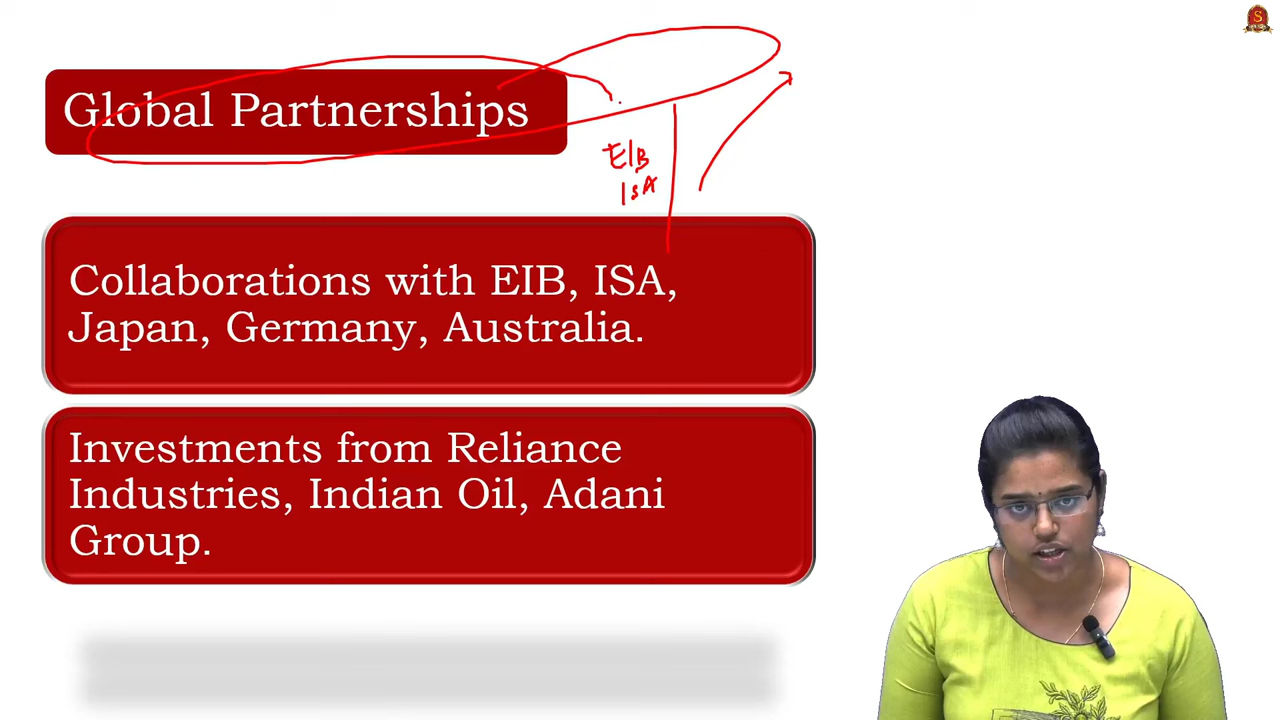 Global Partnerships
EIB
ISA
Collaborations with EIB, ISA,
Japan, Germany, Australia.
Investments from Reliance
Industries, Indian Oil, Adani
Group.
S